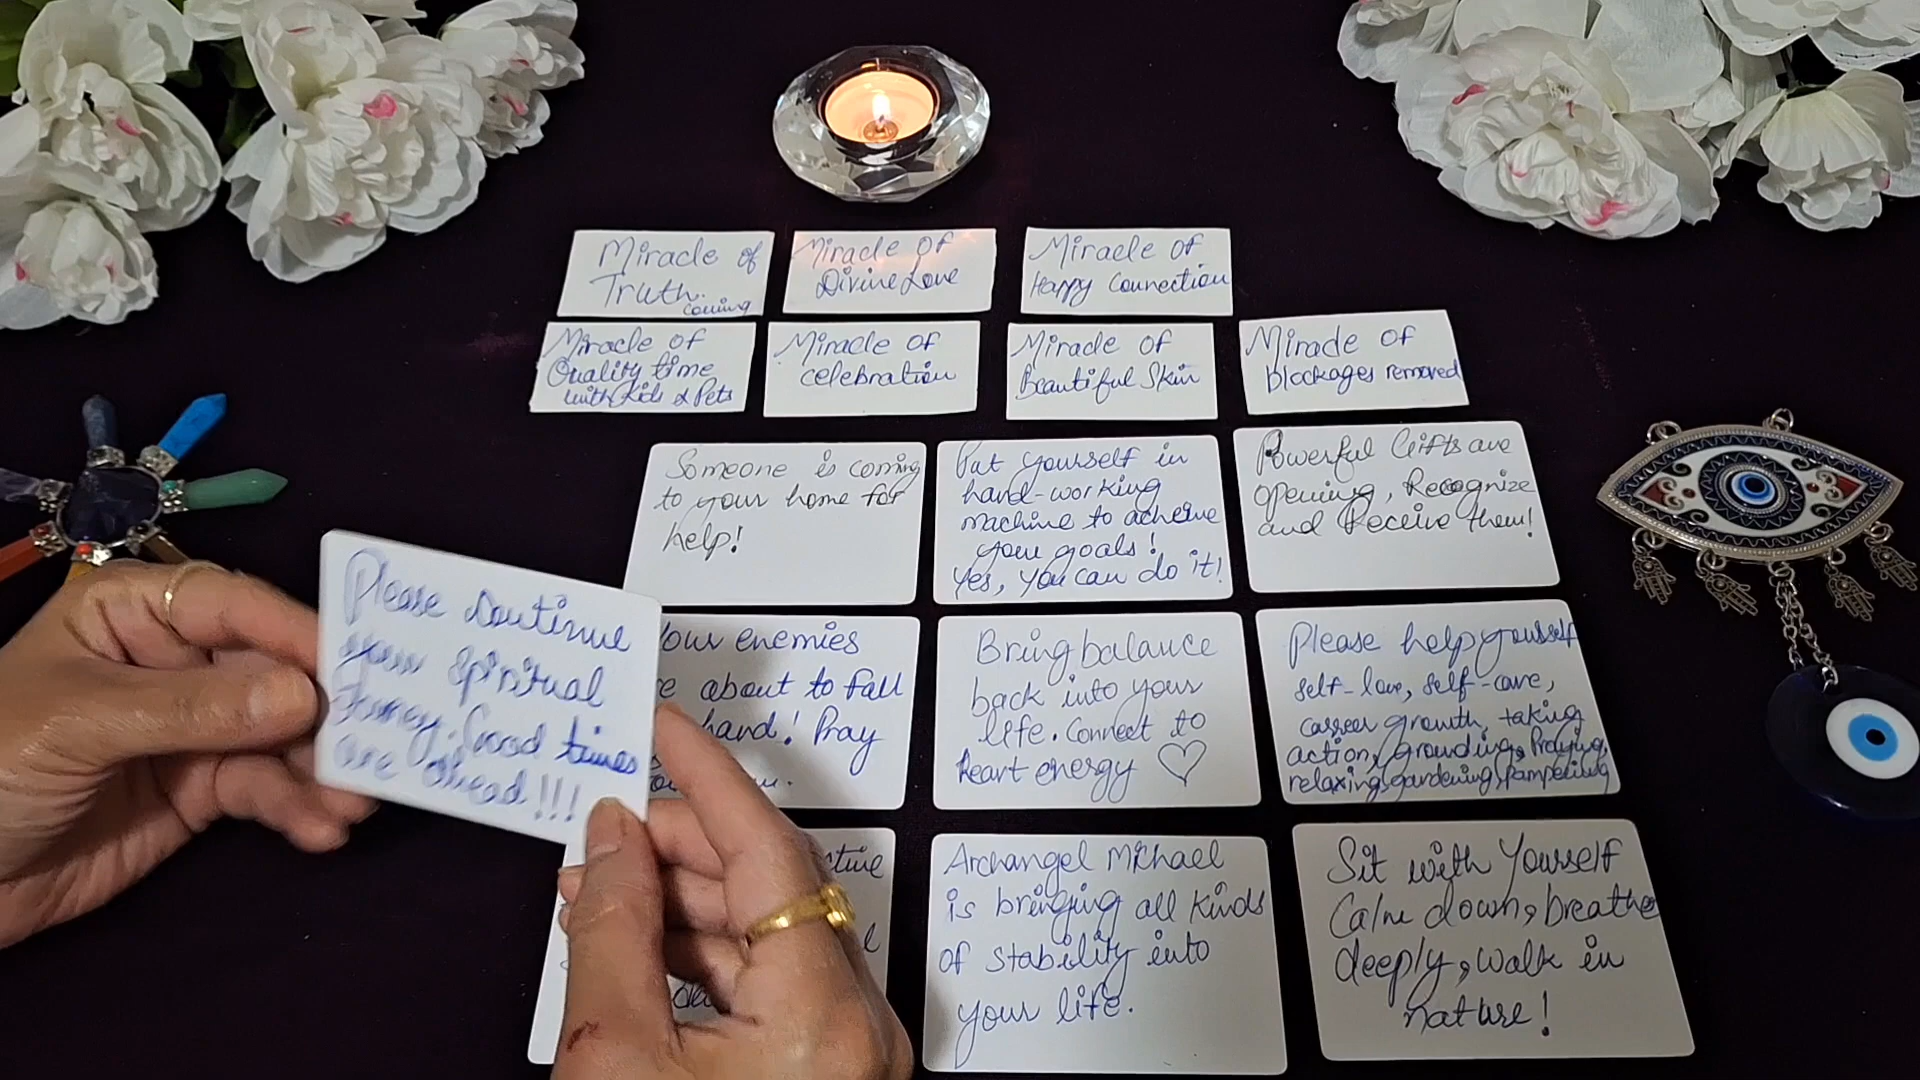 Miracle of
Truth.
coming
Miracle of
Divine Love
Miracle of
Happy Connection
Miracle of
Quality time
with Kids & Pets
Miracle of
celebration
Miracle of
Beautiful Skin
Miracle of
blockages removed
Someone is coming
to your home for
help!
Put yourself in
hard-working
machine to acheive
your goals!
Yes, you can do it!
Powerful Gifts are
opening, Recognize
and Receive them!
Please Continue
your Spiritual
Journey. Good times
are ahead!!!
Your enemies
about to fall
hand! Pray
Bring balance
back into your
life. Connect to
heart energy
Please help yourself
self-love, self-care,
carreer growth, taking
action, grounding, Praying,
relaxing, gardening, pampering
ctive
Archangel Michael
is bringing all kinds
of stability into
your life.
Sit with Yourself
Calm down, breathe
deeply, walk in
nature!